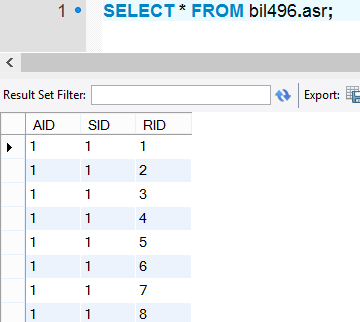 1 SELECT * FROM bil496.asr;
Result Set Filter: Export:
AID SID RID
1 1 1
1 1 2
1 1 3
1 1 4
1 1 5
1 1 6
1 1 7
1 1 8